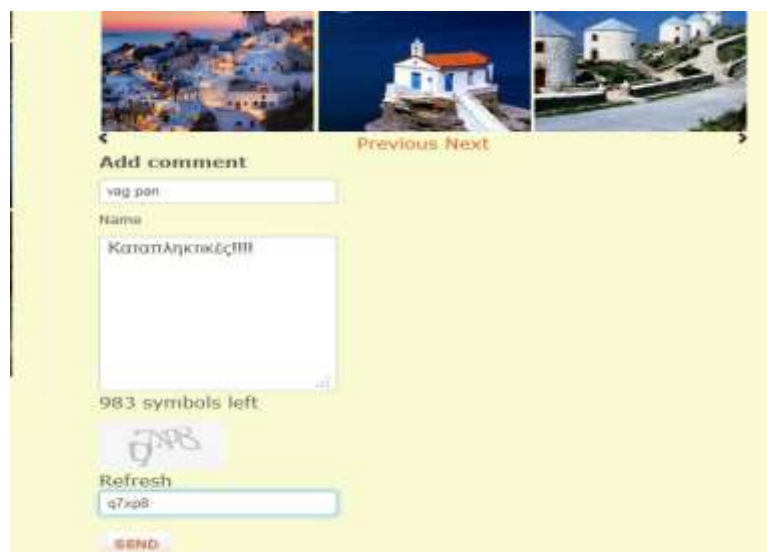 Previous Next
Add comment
vag pan
Name
Καταπληκτικές!!!!!
983 symbols left
Refresh
q7xp8
SEND